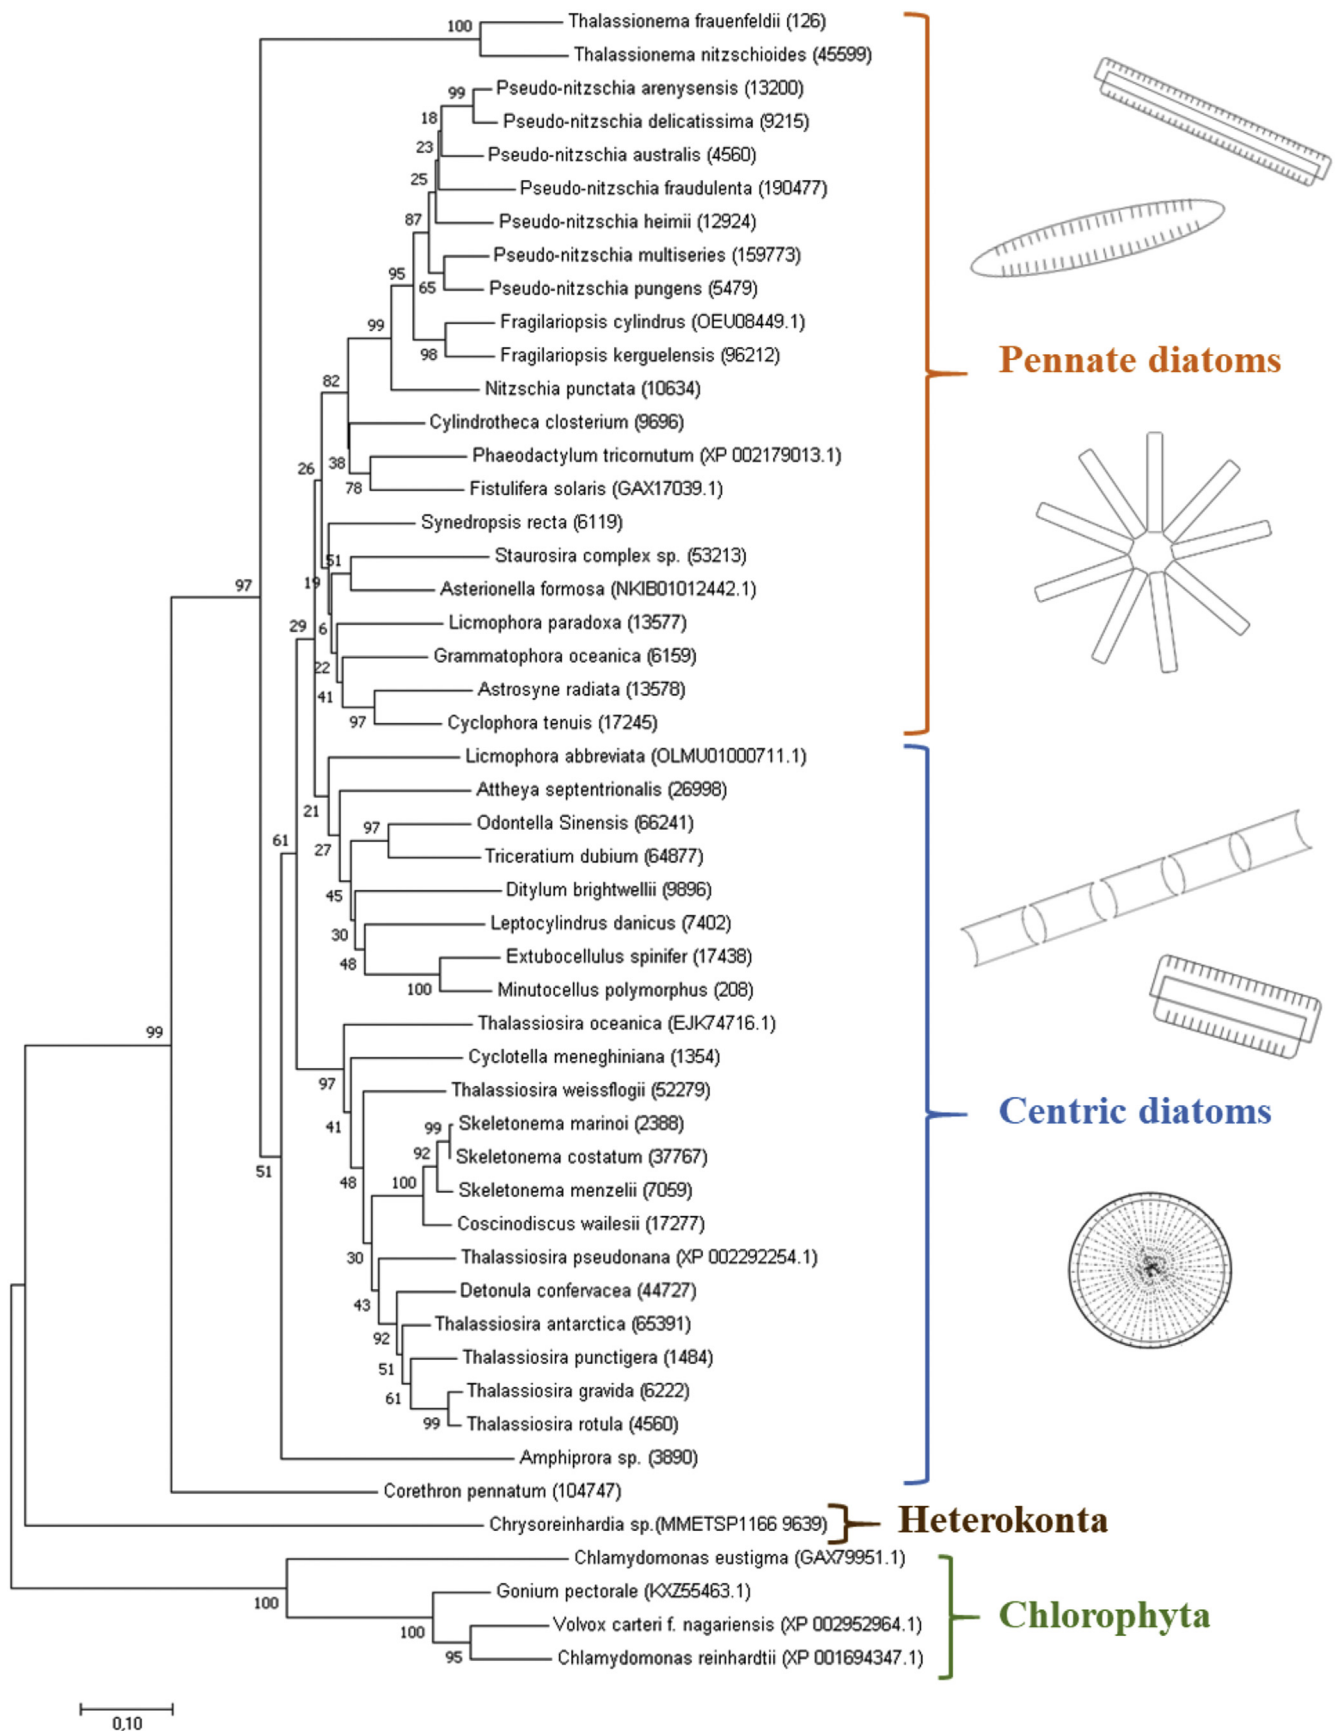 Thalassionema frauenfeldii (126)
100
Thalassionema nitzschioides (45599)
Pseudo-nitzschia arenysensis (13200)
99
Pseudo-nitzschia delicatissima (9215)
18
23
Pseudo-nitzschia australis (4560)
25
Pseudo-nitzschia fraudulenta (190477)
87
Pseudo-nitzschia heimii (12924)
Pseudo-nitzschia multiseries (159773)
95
65
Pseudo-nitzschia pungens (5479)
99
Fragilariopsis cylindrus (OEU08449.1)
98
Fragilariopsis kerguelensis (96212)
Pennate diatoms
82
Nitzschia punctata (10634)
Cylindrotheca closterium (9696)
26
38
Phaeodactylum tricornutum (XP 002179013.1)
78
Fistulifera solaris (GAX17039.1)
Synedropsis recta (6119)
51
Staurosira complex sp. (53213)
97
19
Asterionella formosa (NKIB01012442.1)
29
6
Licmophora paradoxa (13577)
22
Grammatophora oceanica (6159)
41
Astrosyne radiata (13578)
97
Cyclophora tenuis (17245)
Licmophora abbreviata (OLMU01000711.1)
21
Attheya septentrionalis (26998)
61
27
97
Odontella Sinensis (66241)
Triceratium dubium (64877)
45
Ditylum brightwellii (9896)
30
Leptocylindrus danicus (7402)
48
Extubocellulus spinifer (17438)
100
Minutocellus polymorphus (208)
99
Thalassiosira oceanica (EJK74716.1)
97
Cyclotella meneghiniana (1354)
Thalassiosira weissflogii (52279)
Centric diatoms
41
99
Skeletonema marinoi (2388)
51
92
Skeletonema costatum (37767)
48
100
Skeletonema menzelii (7059)
Coscinodiscus wailesii (17277)
30
Thalassiosira pseudonana (XP 002292254.1)
43
Detonula confervacea (44727)
92
Thalassiosira antarctica (65391)
51
Thalassiosira punctigera (1484)
61
Thalassiosira gravida (6222)
99
Thalassiosira rotula (4560)
Amphiprora sp. (3890)
Corethron pennatum (104747)
Chrysoreinhardia sp.(MMETSP1166 9639)
Heterokonta
Chlamydomonas eustigma (GAX79951.1)
100
Gonium pectorale (KXZ55463.1)
Chlorophyta
100
Volvox carteri f. nagariensis (XP 002952964.1)
95
Chlamydomonas reinhardtii (XP 001694347.1)
0,10